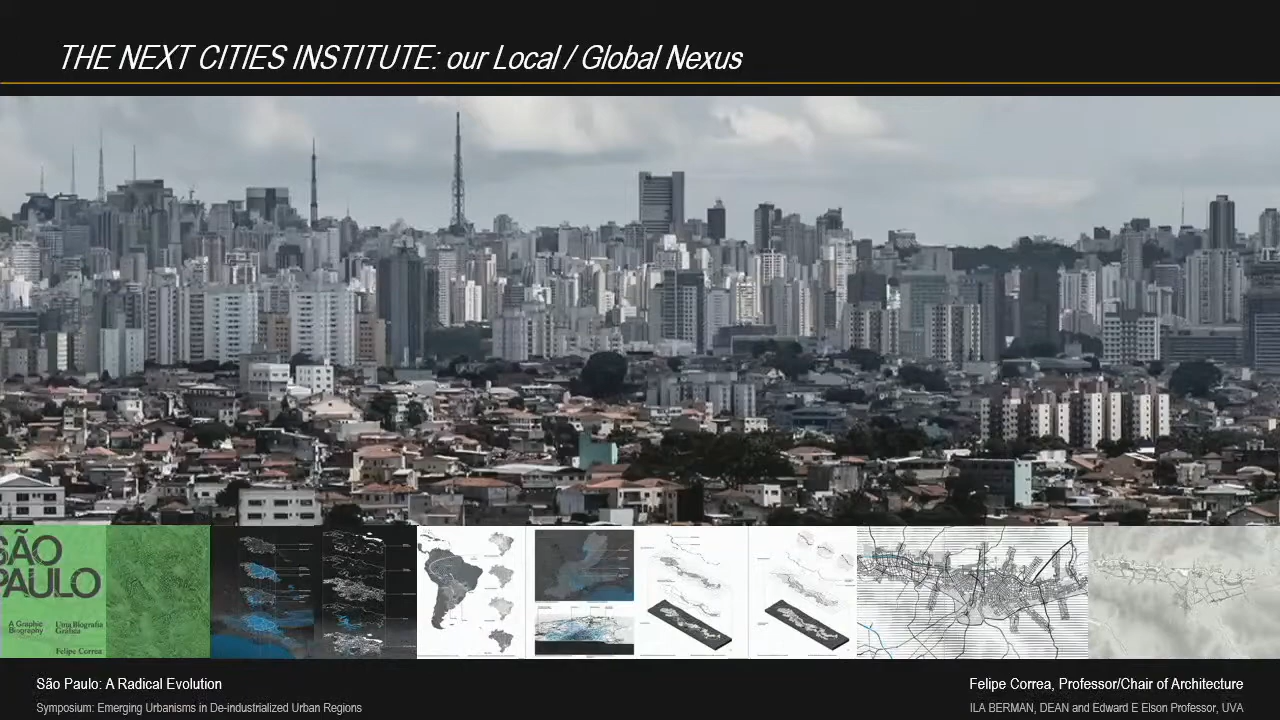 THE NEXT CITIES INSTITUTE: our Local / Global Nexus
SÃO
PAULO
A Graphic
Biography
Uma Biografia
Gráfica
Felipe Correa
São Paulo: A Radical Evolution
Felipe Correa, Professor/Chair of Architecture
Symposium: Emerging Urbanisms in De-industrialized Urban Regions
ILA BERMAN, DEAN and Edward E Elson Professor, UVA